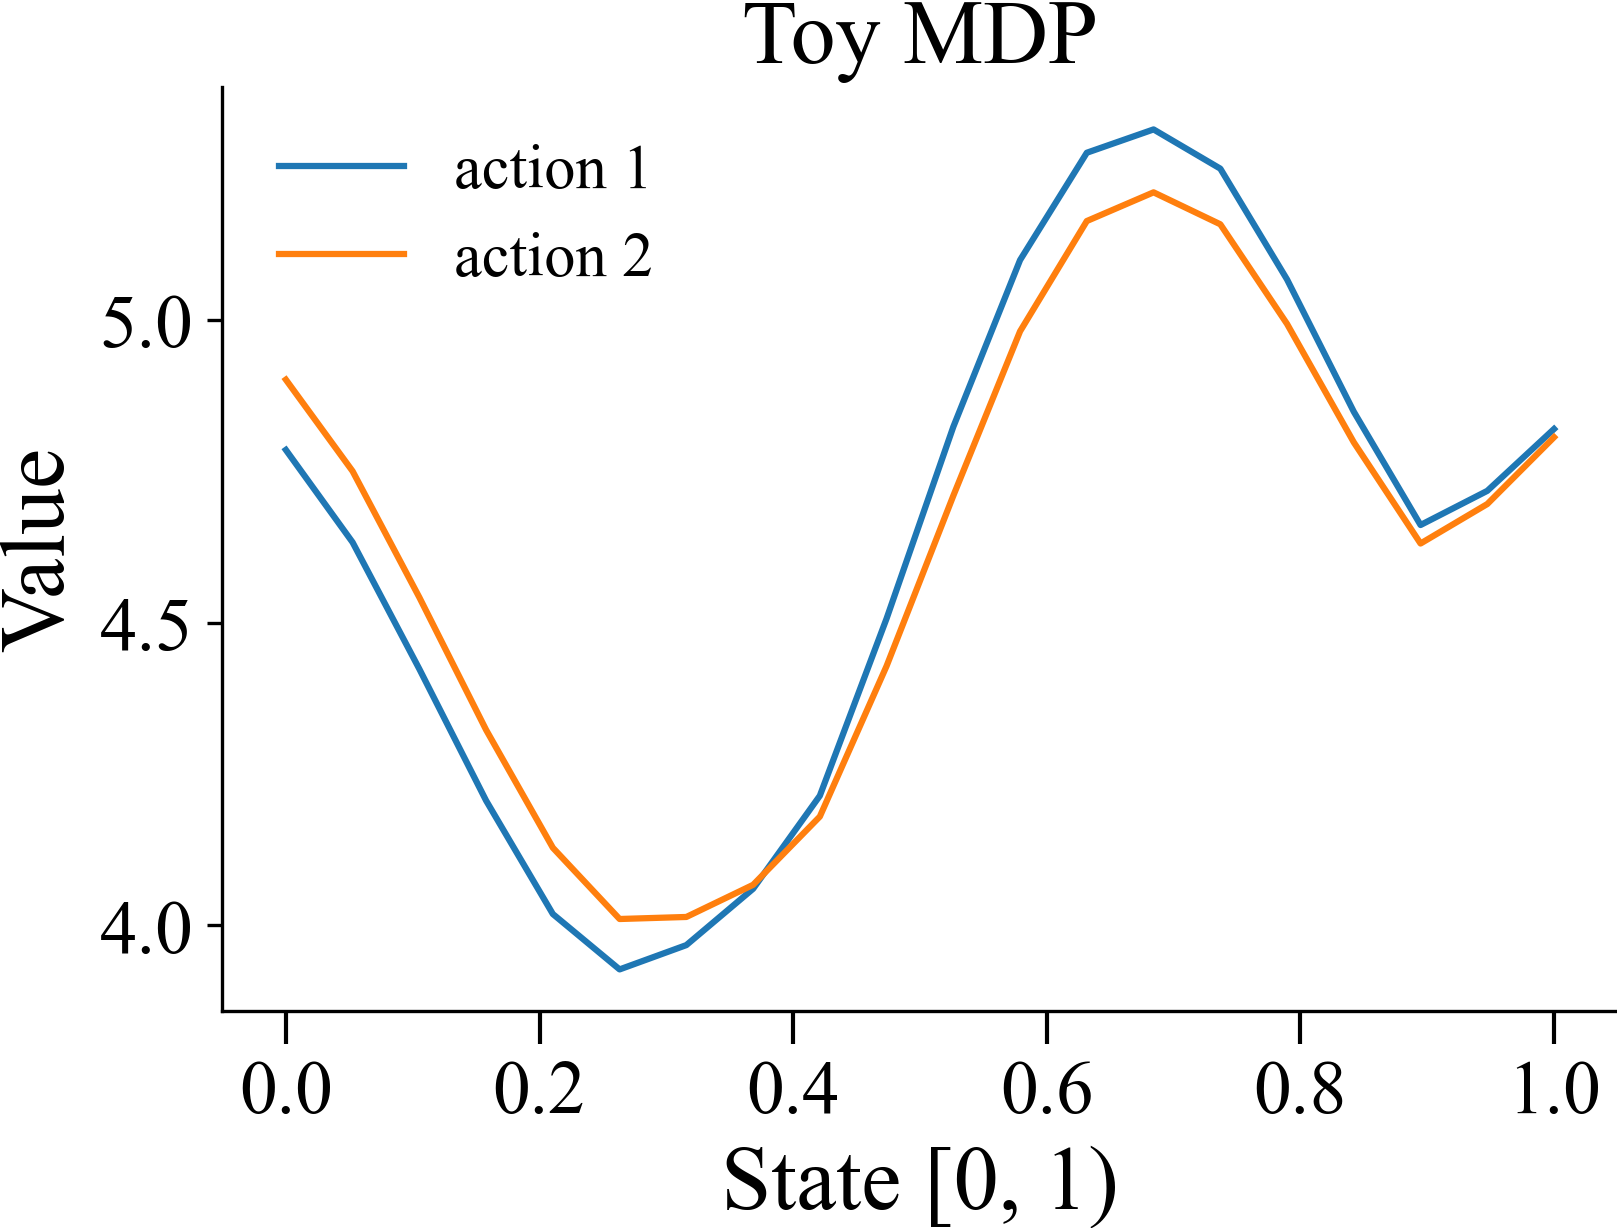 Toy MDP
action 1
action 2
Value
5.0
4.5
4.0
0.0 0.2 0.4 0.6 0.8 1.0
State [0, 1)